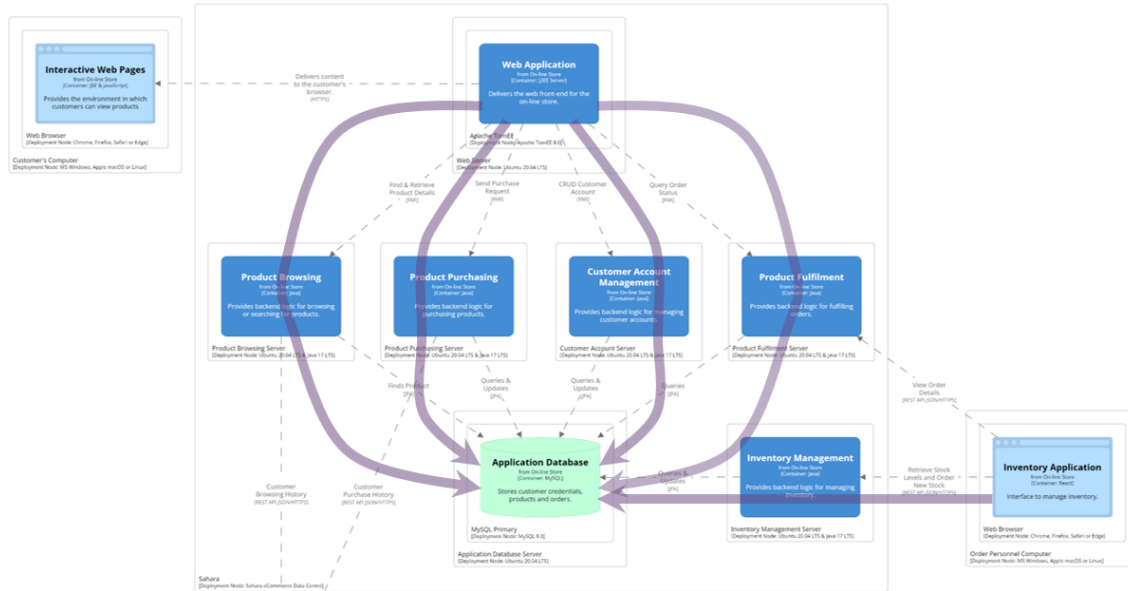 Interactive Web Pages
from On-line Store
[Container: JSF & JavaScript]
Provides the environment in which
customers can view products
Web Browser
[Deployment Node: Chrome, Firefox, Safari or Edge]
Customer's Computer
[Deployment Node: MS Windows, Apple macOS or Linux]
Delivers content
to the customer's
browser.
[HTTPS]
Web Application
from On-line Store
[Container: J2EE Server]
Delivers the web front-end for the
on-line store.
Apache TomEE
[Deployment Node: Apache TomEE 8.0]
Web Server
[Deployment Node: Ubuntu 20.04 LTS]
Find & Retrieve
Product Details
[RMI]
Send Purchase
Request
[RMI]
CRUD Customer
Account
[RMI]
Query Order
Status
[RMI]
Product Browsing
from On-line Store
[Container: Java]
Provides backend logic for browsing
or searching for products.
Product Browsing Server
[Deployment Node: Ubuntu 20.04 LTS & Java 17 LTS]
Product Purchasing
from On-line Store
[Container: Java]
Provides backend logic for
purchasing products.
Product Purchasing Server
[Deployment Node: Ubuntu 20.04 LTS & Java 17 LTS]
Customer Account
Management
from On-line Store
[Container: Java]
Provides backend logic for managing
customer accounts.
Customer Account Server
[Deployment Node: Ubuntu 20.04 LTS & Java 17 LTS]
Product Fulfilment
from On-line Store
[Container: Java]
Provides backend logic for fulfilling
orders.
Product Fulfilment Server
[Deployment Node: Ubuntu 20.04 LTS & Java 17 LTS]
Finds Product
[JPA]
Queries &
Updates
[JPA]
Queries &
Updates
[JPA]
Queries
[JPA]
View Order
Details
[REST API JSON/HTTPS]
Application Database
from On-line Store
[Container: MySQL]
Stores customer credentials,
products and orders.
MySQL Primary
[Deployment Node: MySQL 8.0]
Application Database Server
[Deployment Node: Ubuntu 20.04 LTS]
Queries &
Updates
[JPA]
Inventory Management
from On-line Store
[Container: Java]
Provides backend logic for managing
inventory.
Inventory Management Server
[Deployment Node: Ubuntu 20.04 LTS & Java 17 LTS]
Retrieve Stock
Levels and Order
New Stock
[REST API JSON/HTTPS]
Inventory Application
from On-line Store
[Container: React]
Interface to manage inventory.
Web Browser
[Deployment Node: Chrome, Firefox, Safari or Edge]
Order Personnel Computer
[Deployment Node: MS Windows, Apple macOS or Linux]
Customer
Browsing History
[REST API JSON/HTTPS]
Customer
Purchase History
[REST API JSON/HTTPS]
Sahara
[Deployment Node: Sahara eCommerce Data Centre]